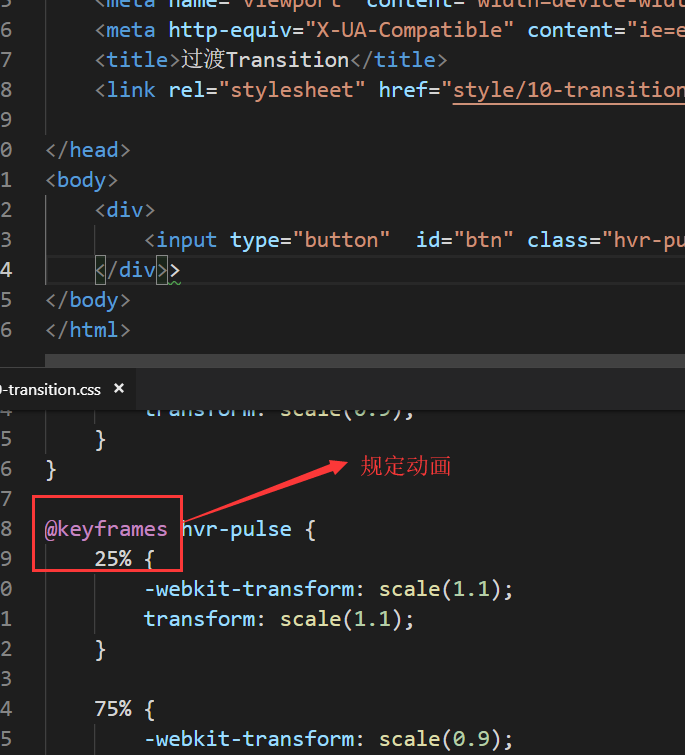 5 <meta name="viewport" content="width=device-width
6 <meta http-equiv="X-UA-Compatible" content="ie=e
7 <title>过渡Transition</title>
8 <link rel="stylesheet" href="style/10-transition
9
0 </head>
1 <body>
2 <div>
3 <input type="button" id="btn" class="hvr-pu
4 </div>>
5 </body>
6 </html>
-transition.css ×
4 transform: scale(0.9);
5 }
6 }
规定动画
7
8 @keyframes hvr-pulse {
9 25% {
0 -webkit-transform: scale(1.1);
1 transform: scale(1.1);
2 }
3
4 75% {
5 -webkit-transform: scale(0.9);